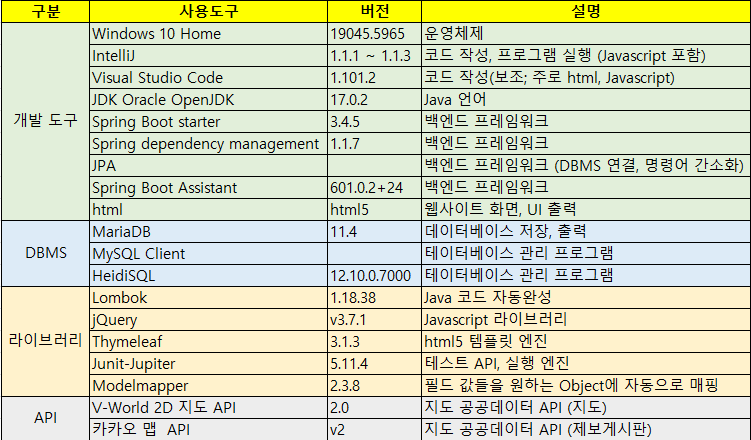 구분 사용도구 버전 설명
개발 도구
Windows 10 Home 19045.5965 운영체제
IntelliJ 1.1.1 ~ 1.1.3 코드 작성, 프로그램 실행 (Javascript 포함)
Visual Studio Code 1.101.2 코드 작성(보조; 주로 html, Javascript)
JDK Oracle OpenJDK 17.0.2 Java 언어
Spring Boot starter 3.4.5 백엔드 프레임워크
Spring dependency management 1.1.7 백엔드 프레임워크
JPA 백엔드 프레임워크 (DBMS 연결, 명령어 간소화)
Spring Boot Assistant 601.0.2+24 백엔드 프레임워크
html html5 웹사이트 화면, UI 출력
DBMS
MariaDB 11.4 데이터베이스 저장, 출력
MySQL Client 테이터베이스 관리 프로그램
HeidiSQL 12.10.0.7000 테이터베이스 관리 프로그램
라이브러리
Lombok 1.18.38 Java 코드 자동완성
jQuery v3.7.1 Javascript 라이브러리
Thymeleaf 3.1.3 html5 템플릿 엔진
Junit-Jupiter 5.11.4 테스트 API, 실행 엔진
Modelmapper 2.3.8 필드 값들을 원하는 Object에 자동으로 매핑
API
V-World 2D 지도 API 2.0 지도 공공데이터 API (지도)
카카오 맵 API v2 지도 공공데이터 API (제보게시판)